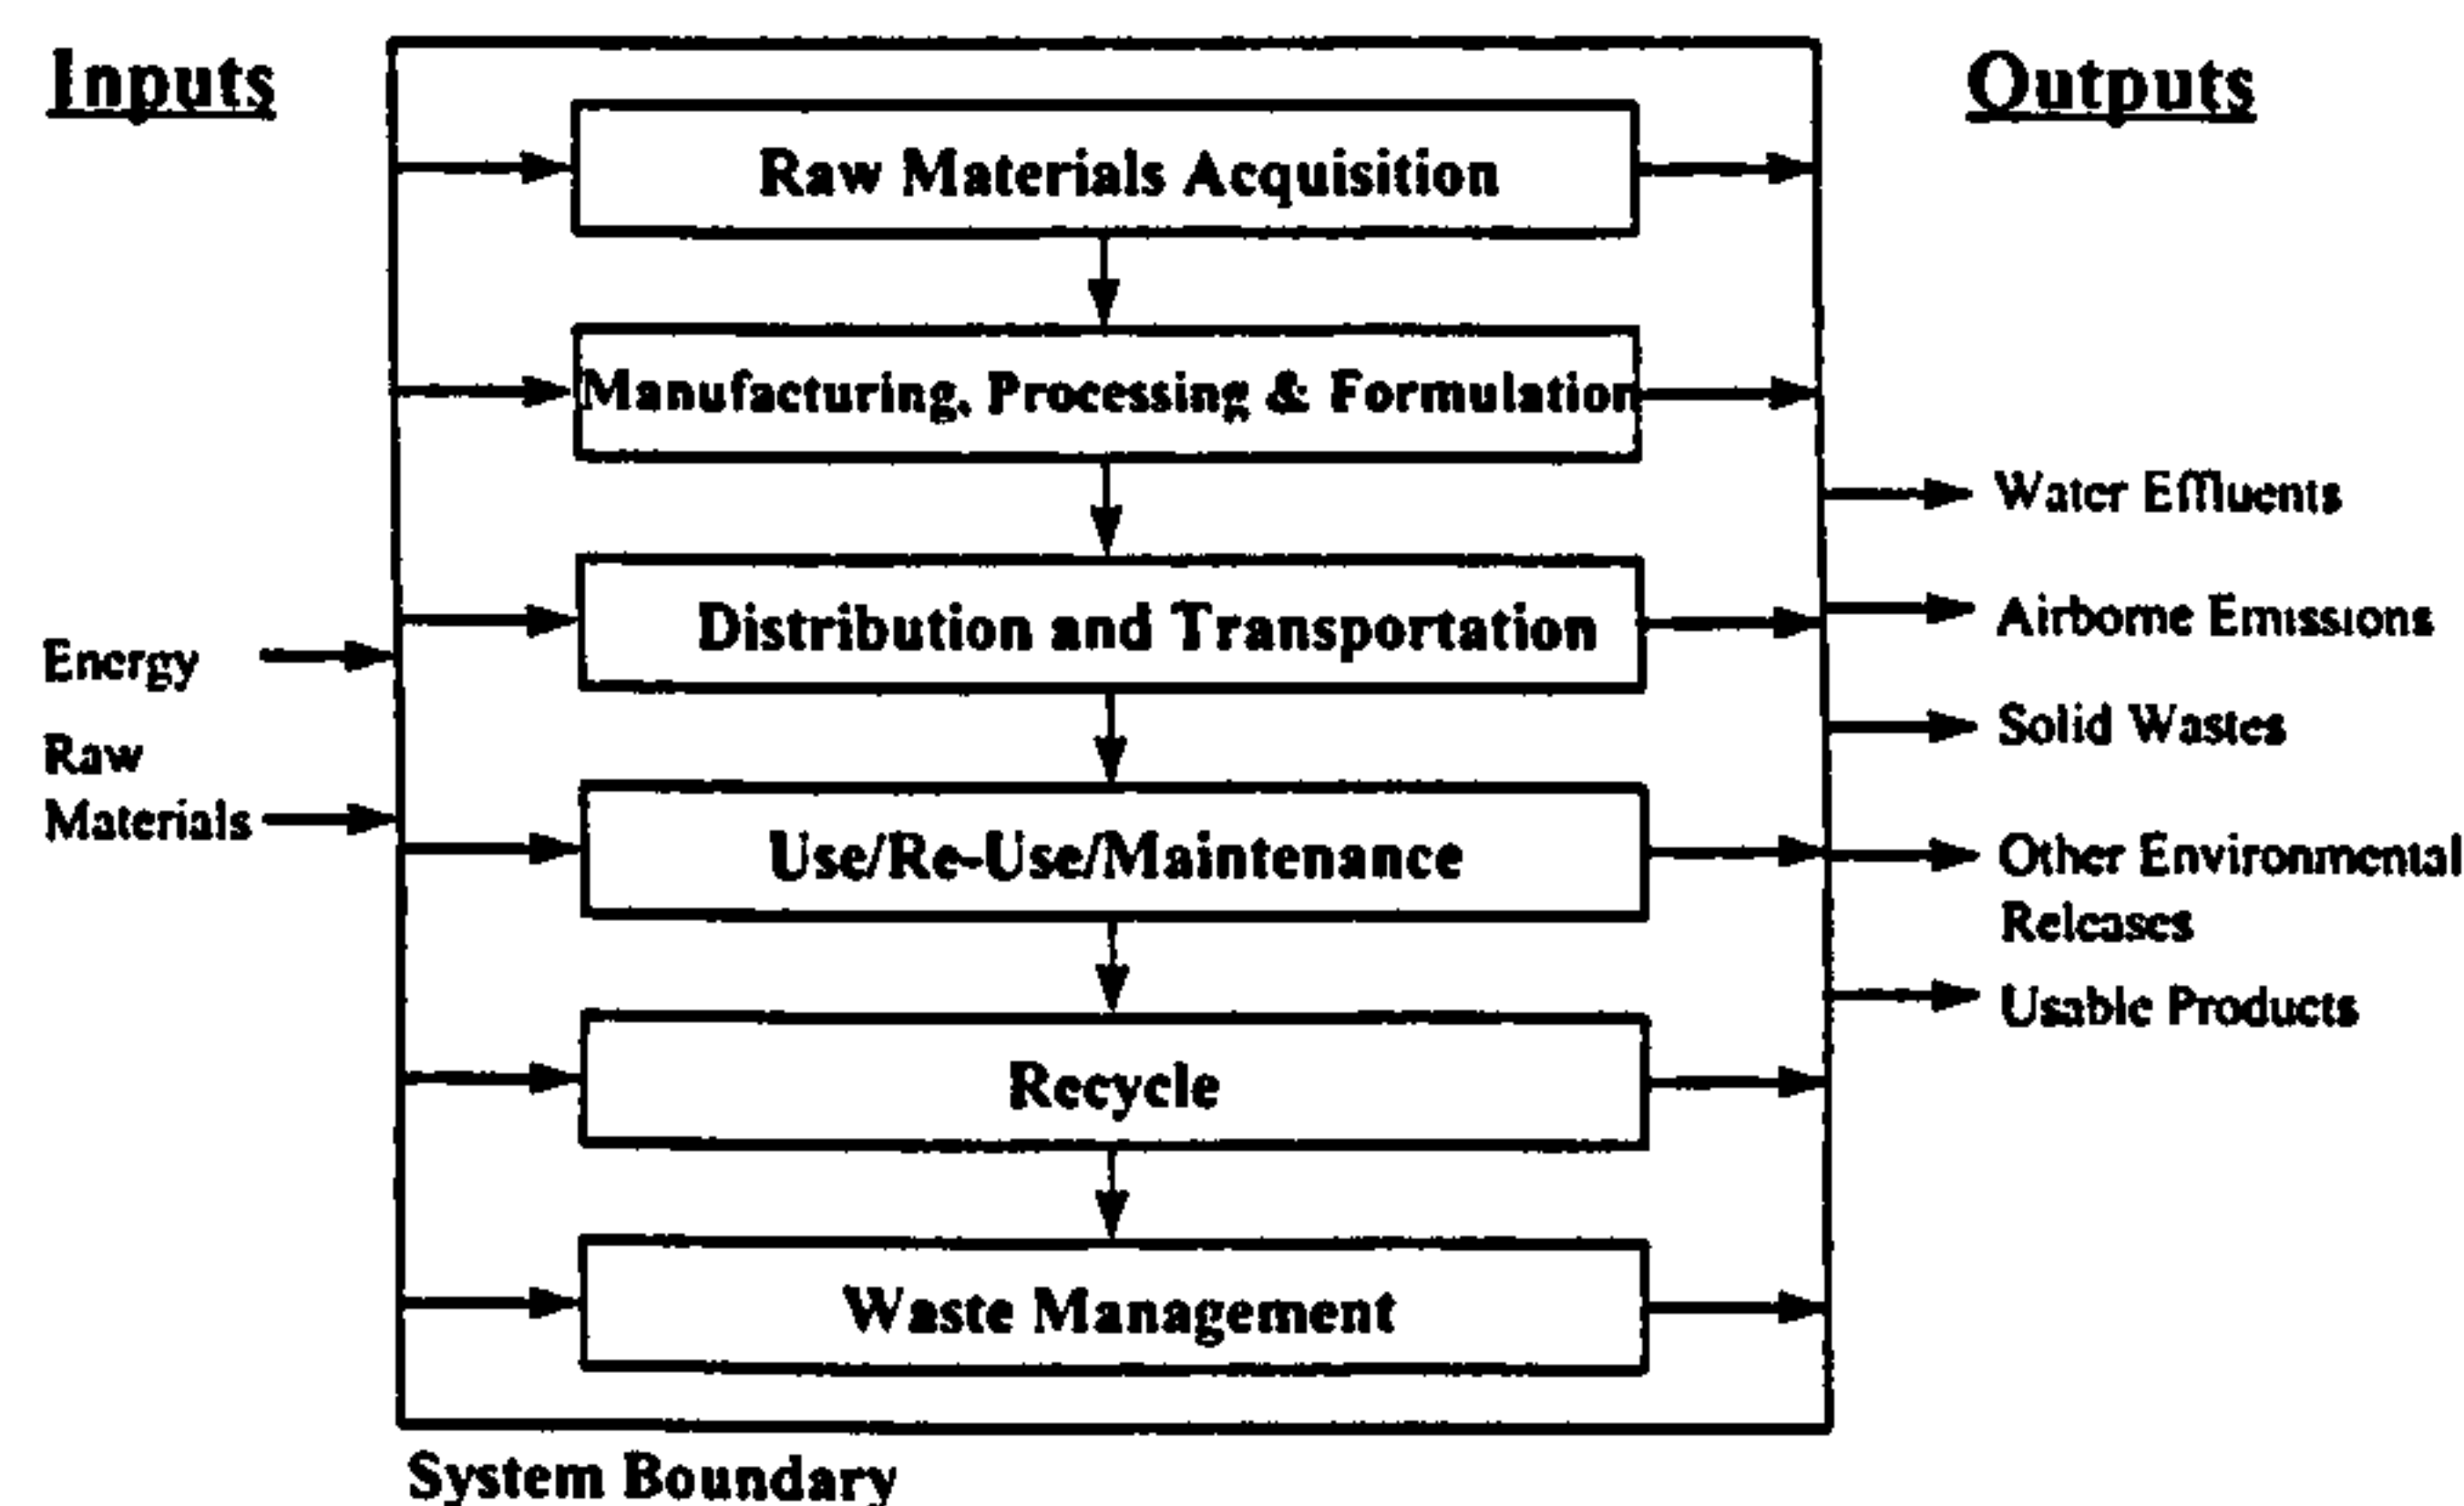 Inputs
Outputs
Raw Materials Acquisition
Manufacturing, Processing & Formulation
Distribution and Transportation
Use/Re-Use/Maintenance
Recycle
Waste Management
Energy
Raw
Materials
Water Effluents
Airborne Emissions
Solid Wastes
Other Environmental
Releases
Usable Products
System Boundary